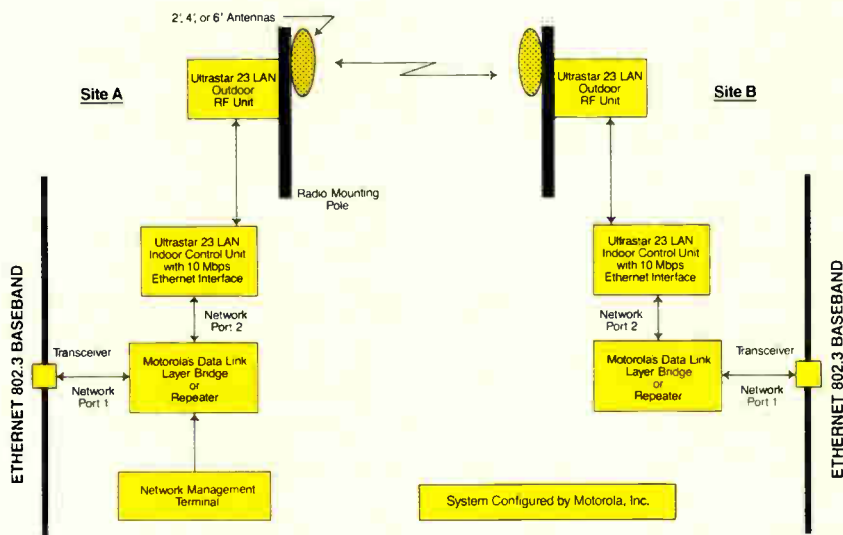 2', 4', or 6' Antennas
Site A
Ultrastar 23 LAN
Outdoor
RF Unit
Ultrastar 23 LAN
Outdoor
RF Unit
Site B
Radio Mounting
Pole
Ultrastar 23 LAN
Indoor Control Unit
with 10 Mbps
Ethernet Interface
Ultrastar 23 LAN
Indoor Control Unit
with 10 Mbps
Ethernet Interface
Network
Port 2
Network
Port 2
Transceiver
Network
Port 1
Motorola's Data Link
Layer Bridge
or
Repeater
Motorola's Data Link
Layer Bridge
or
Repeater
Transceiver
Network
Port 1
ETHERNET 802.3 BASEBAND
ETHERNET 802.3 BASEBAND
Network Management
Terminal
System Configured by Motorola, Inc.